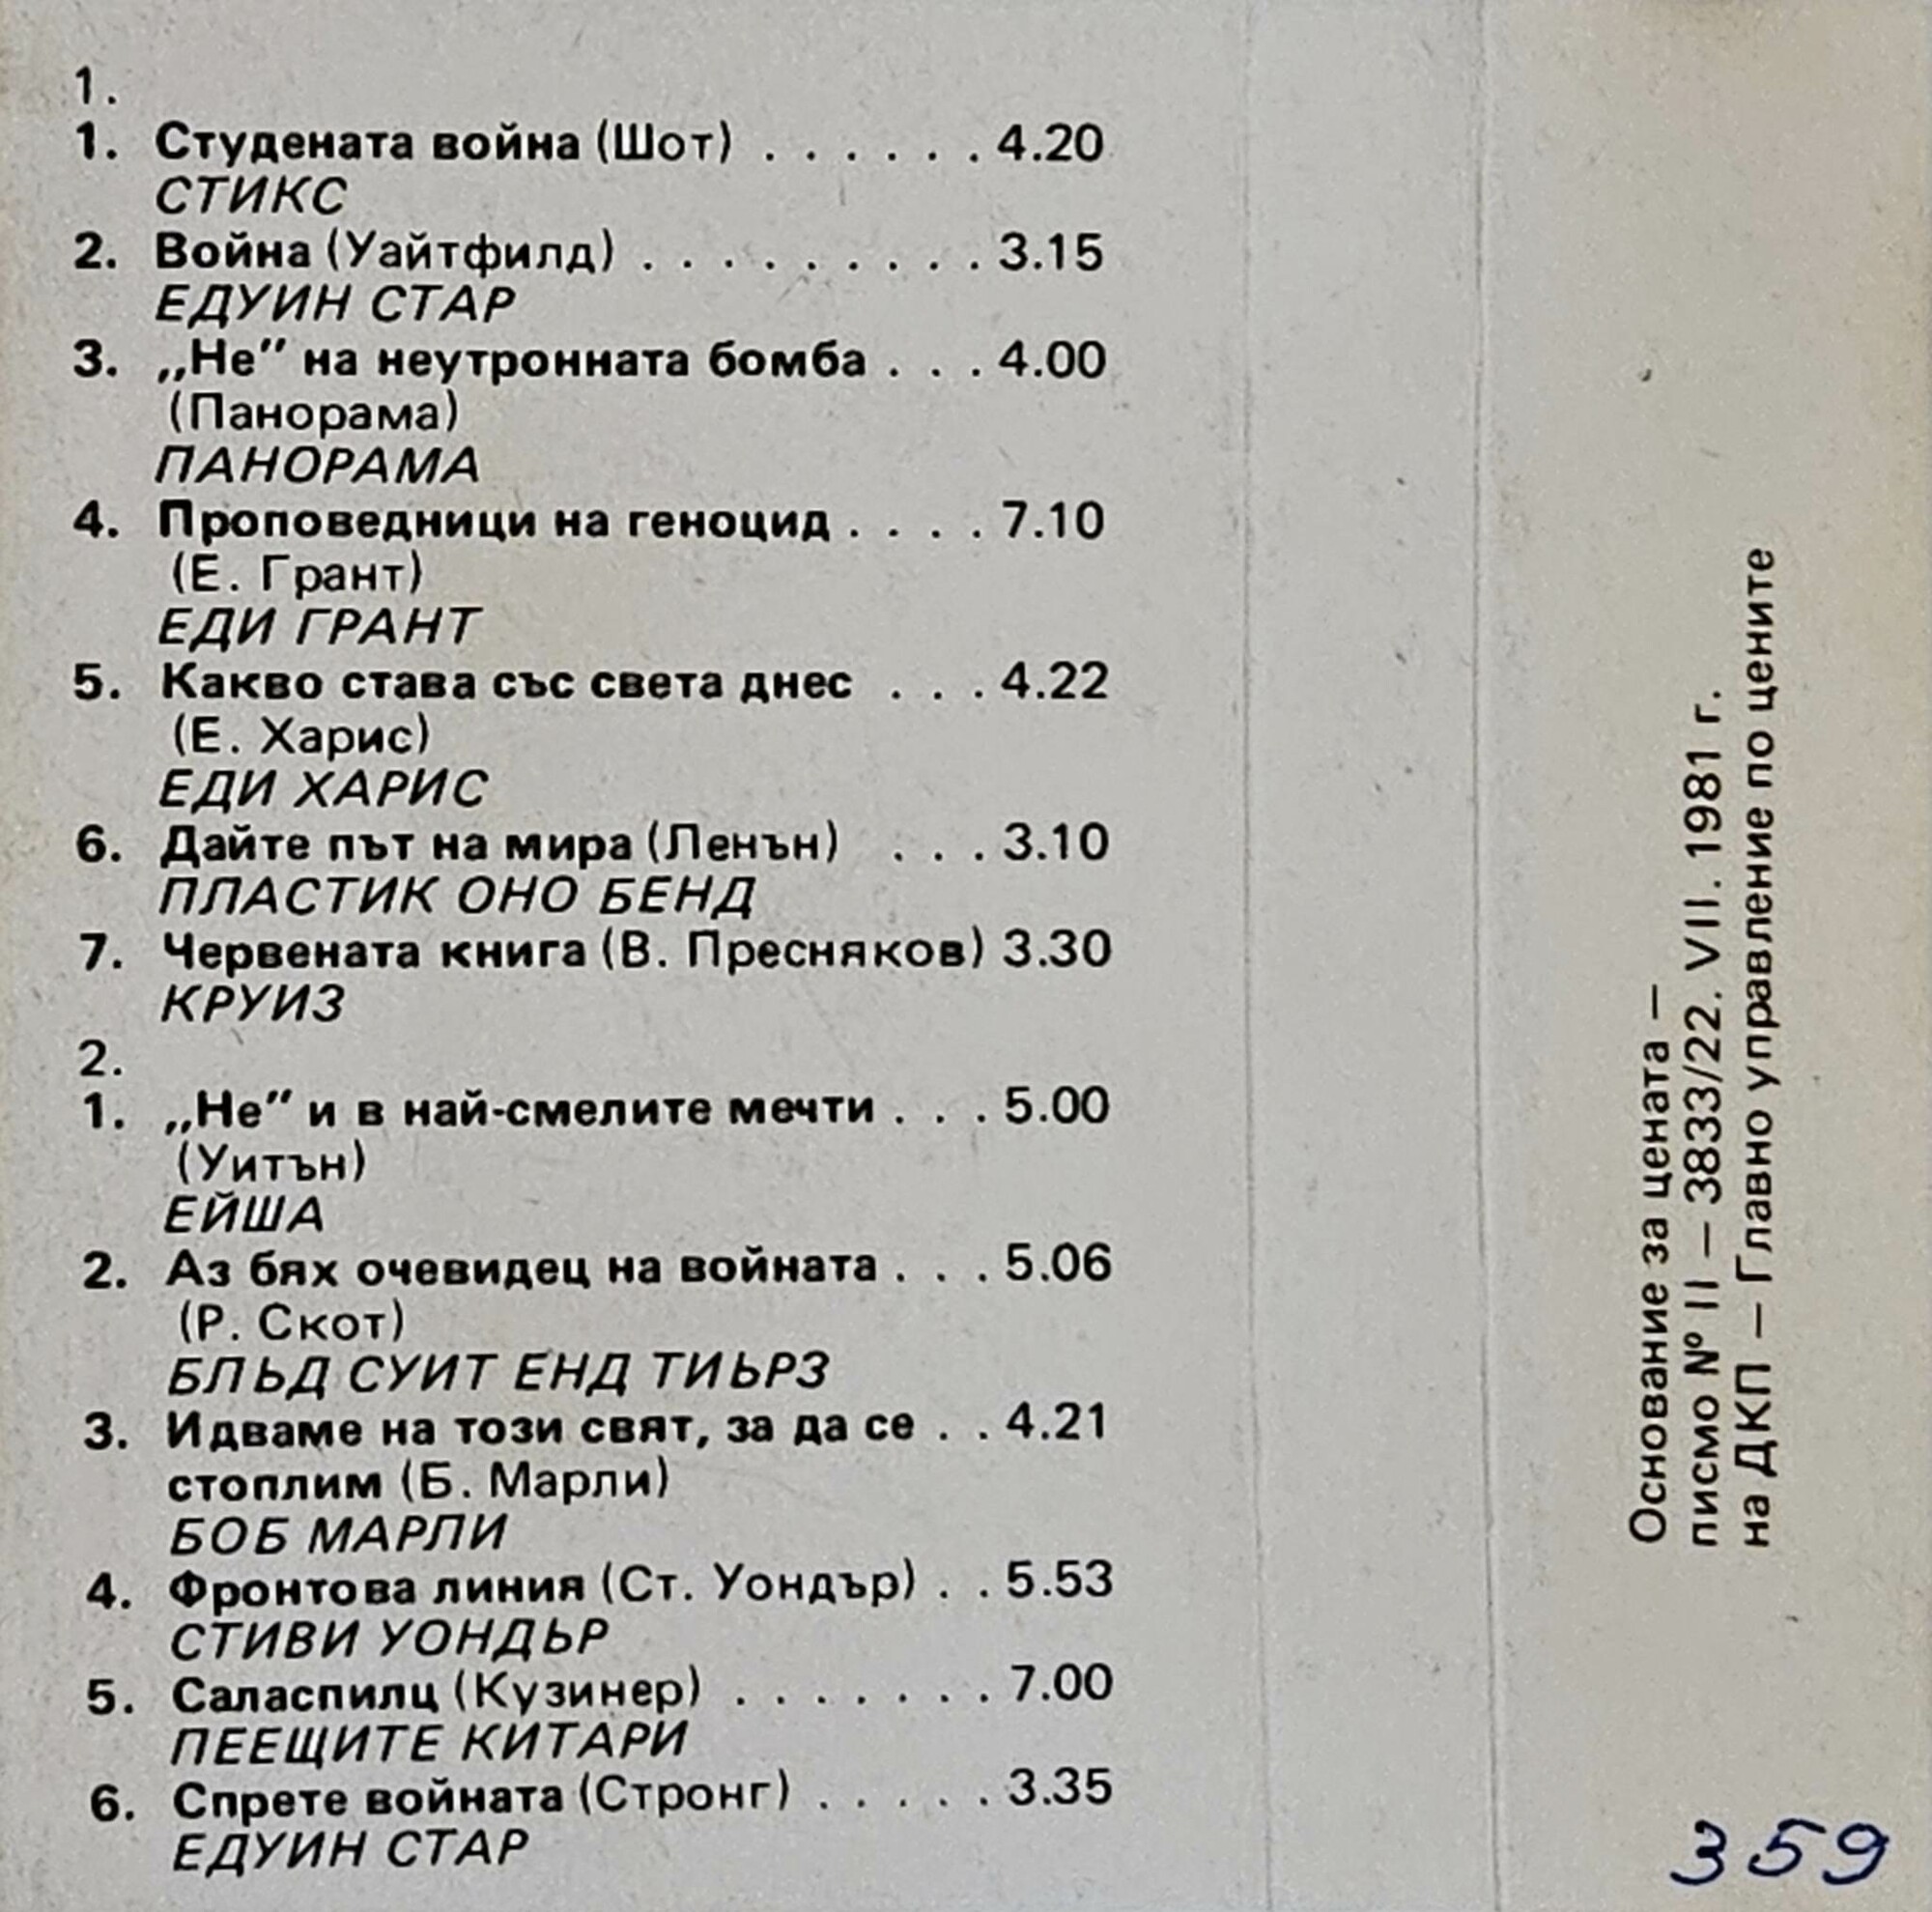 1.
1. Студената война (Шот) . . . . . . 4.20
СТИКС
2. Война (Уайтфилд) . . . . . . . . . 3.15
ЕДУИН СТАР
3. „Не” на неутронната бомба . . . 4.00
(Панорама)
ПАНОРАМА
4. Проповедници на геноцид . . . . 7.10
(Е. Грант)
ЕДИ ГРАНТ
5. Какво става със света днес . . . 4.22
(Е. Харис)
ЕДИ ХАРИС
6. Дайте път на мира (Ленън) . . . 3.10
ПЛАСТИК ОНО БЕНД
7. Червената книга (В. Пресняков) 3.30
КРУИЗ
2.
1. „Не” и в най-смелите мечти . . . 5.00
(Уитън)
ЕЙША
2. Аз бях очевидец на войната . . . 5.06
(Р. Скот)
БЛЬД СУИТ ЕНД ТИЬРЗ
3. Идваме на този свят, за да се . . 4.21
стоплим (Б. Марли)
БОБ МАРЛИ
4. Фронтова линия (Ст. Уондър) . . 5.53
СТИВИ УОНДЬР
5. Саласпилц (Кузинер) . . . . . . . 7.00
ПЕЕЩИТЕ КИТАРИ
6. Спрете войната (Стронг) . . . . . 3.35
ЕДУИН СТАР
Основание за цената —
писмо № II — 3833/22. VII. 1981 г.
на ДКП — Главно управление по цените
359